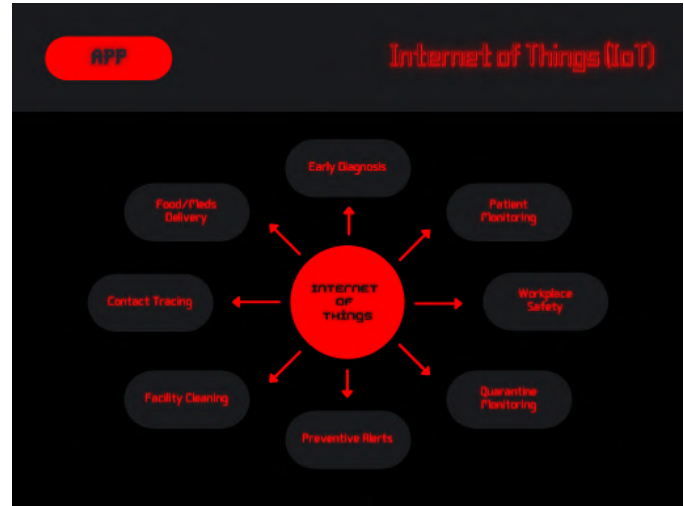 APP
Internet of Things (IoT)
Early Diagnosis
Food/Meds
Delivery
Patient
Monitoring
INTERNET
OF
THINGS
Contact Tracing
Workplace
Safety
Facility Cleaning
Quarantine
Monitoring
Preventive Alerts